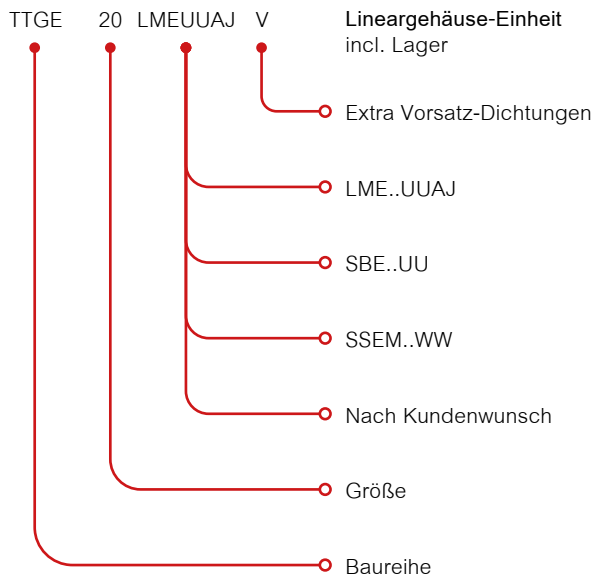 TTGE 20 LMEUUAJ V Lineargehäuse-Einheit
incl. Lager
Extra Vorsatz-Dichtungen
LME..UUAJ
SBE..UU
SSEM..WW
Nach Kundenwunsch
Größe
Baureihe